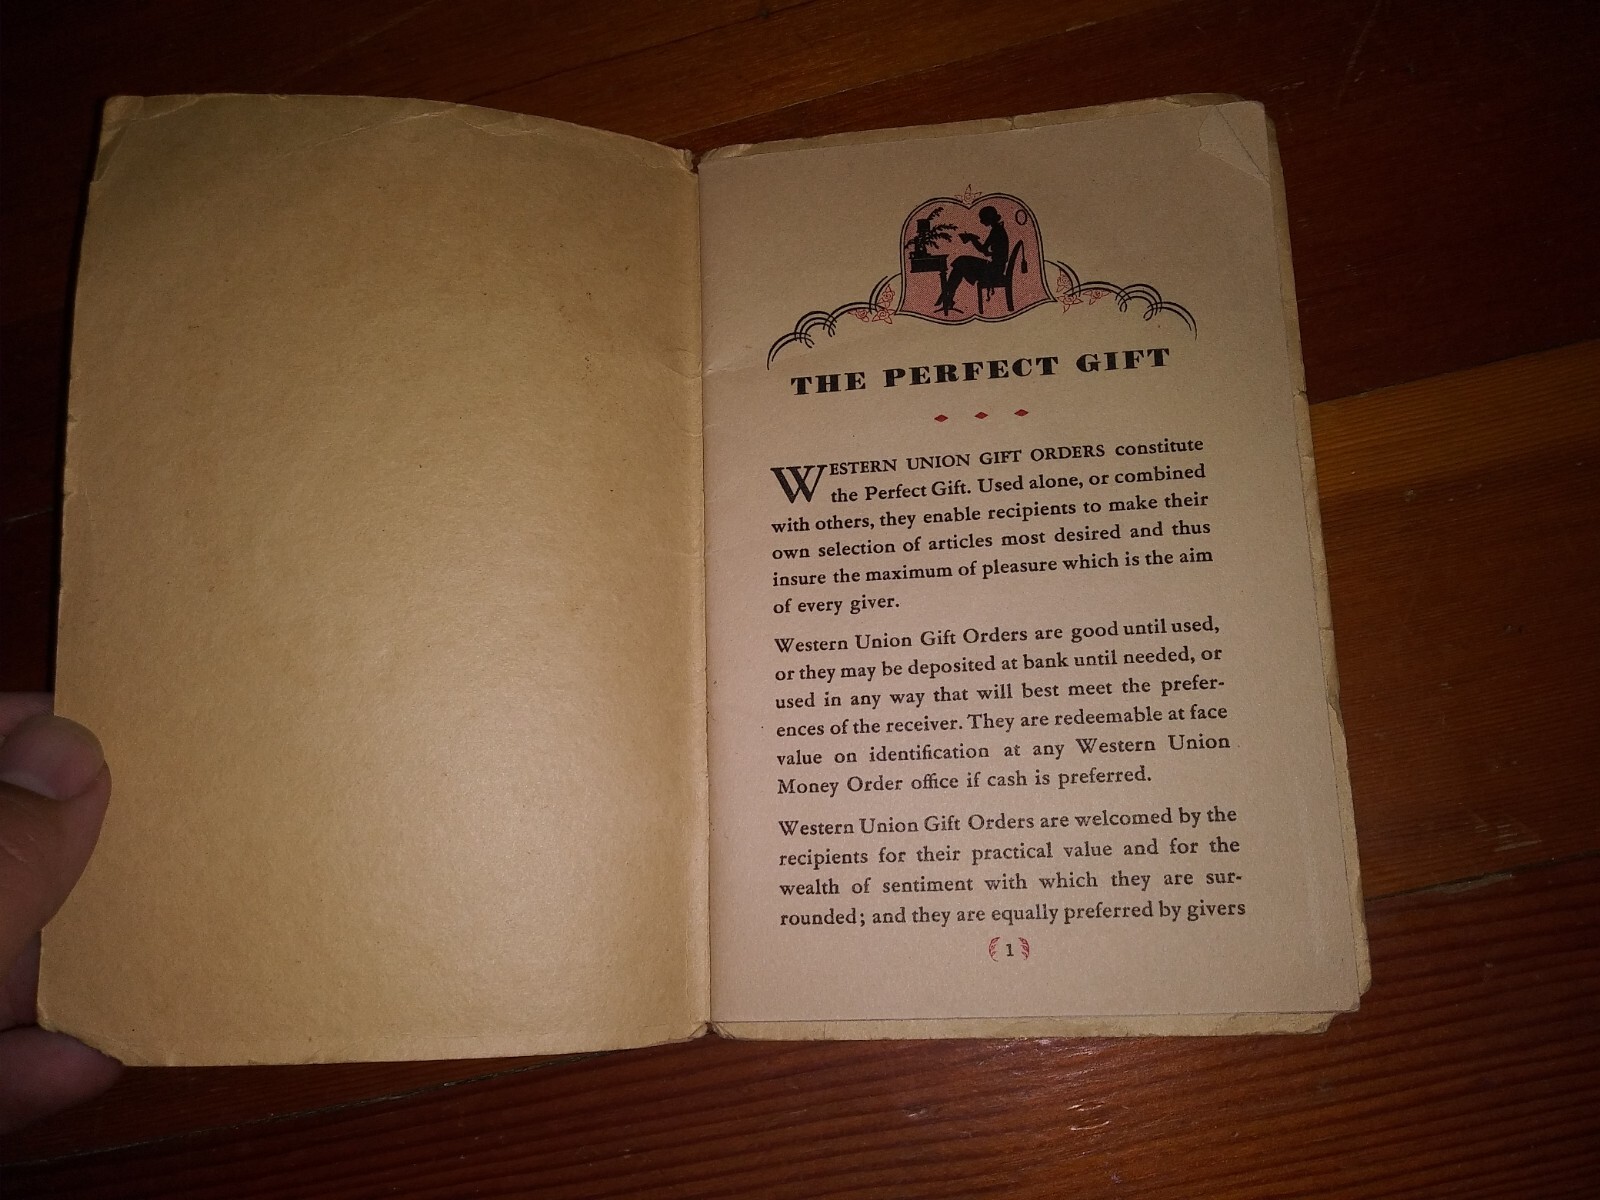 THE PERFECT GIFT
WESTERN UNION GIFT ORDERS constitute
the Perfect Gift. Used alone, or combined
with others, they enable recipients to make their
own selection of articles most desired and thus
insure the maximum of pleasure which is the aim
of every giver.
Western Union Gift Orders are good until used,
or they may be deposited at bank until needed, or
used in any way that will best meet the prefer-
ences of the receiver. They are redeemable at face
value on identification at any Western Union
Money Order office if cash is preferred.
Western Union Gift Orders are welcomed by the
recipients for their practical value and for the
wealth of sentiment with which they are sur-
rounded; and they are equally preferred by givers
1